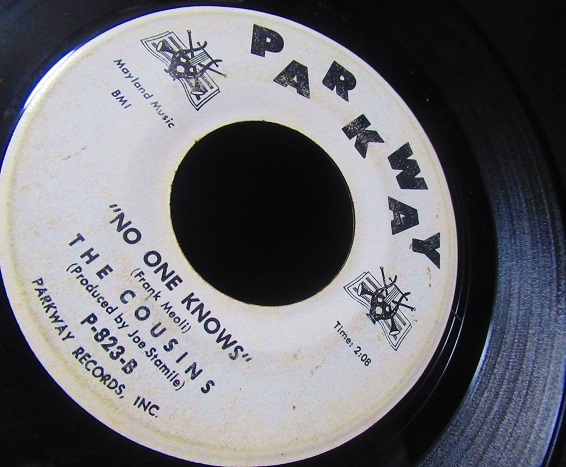 PARKWAY
Mayland Music
BMI
Time: 2:08
"NO ONE KNOWS"
(Frank Meoli)
THE COUSINS
(Produced by Joe Stamile)
P-823-B
PARKWAY RECORDS, INC.